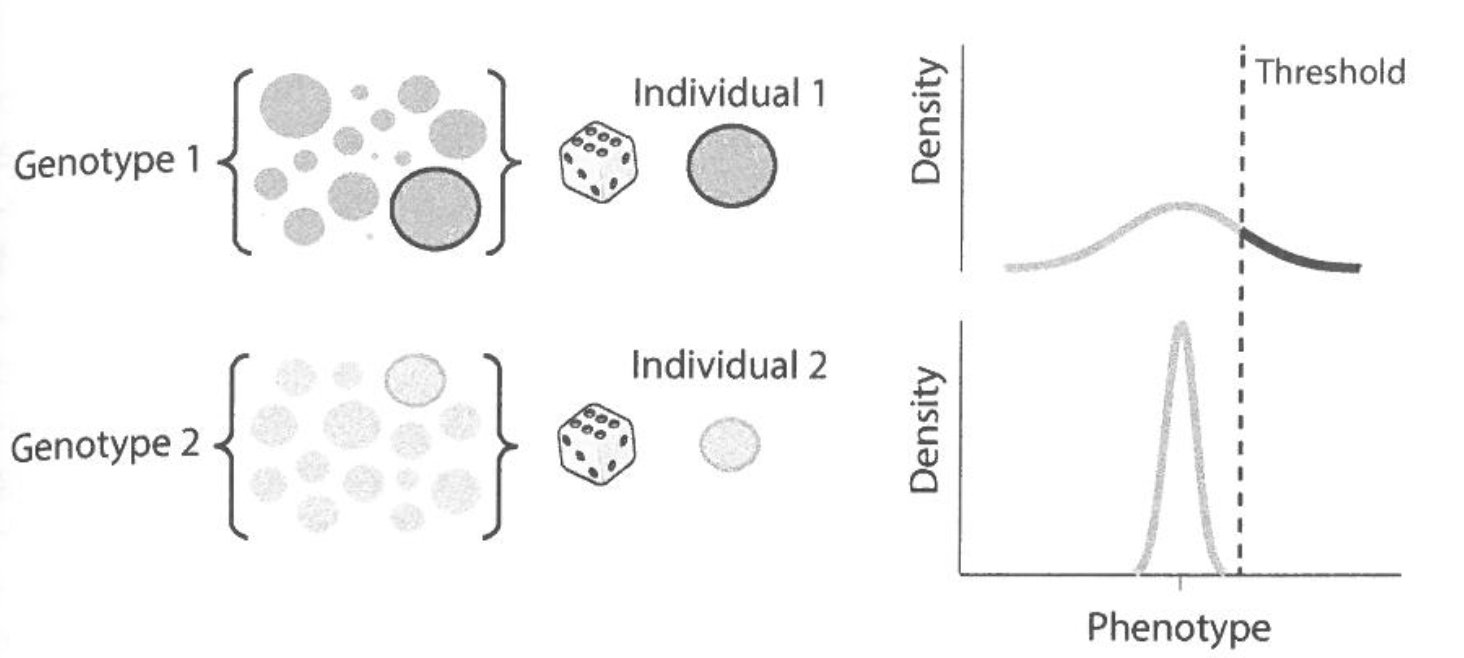 Genotype 1
Individual 1
Density
Threshold
Genotype 2
Individual 2
Density
Phenotype